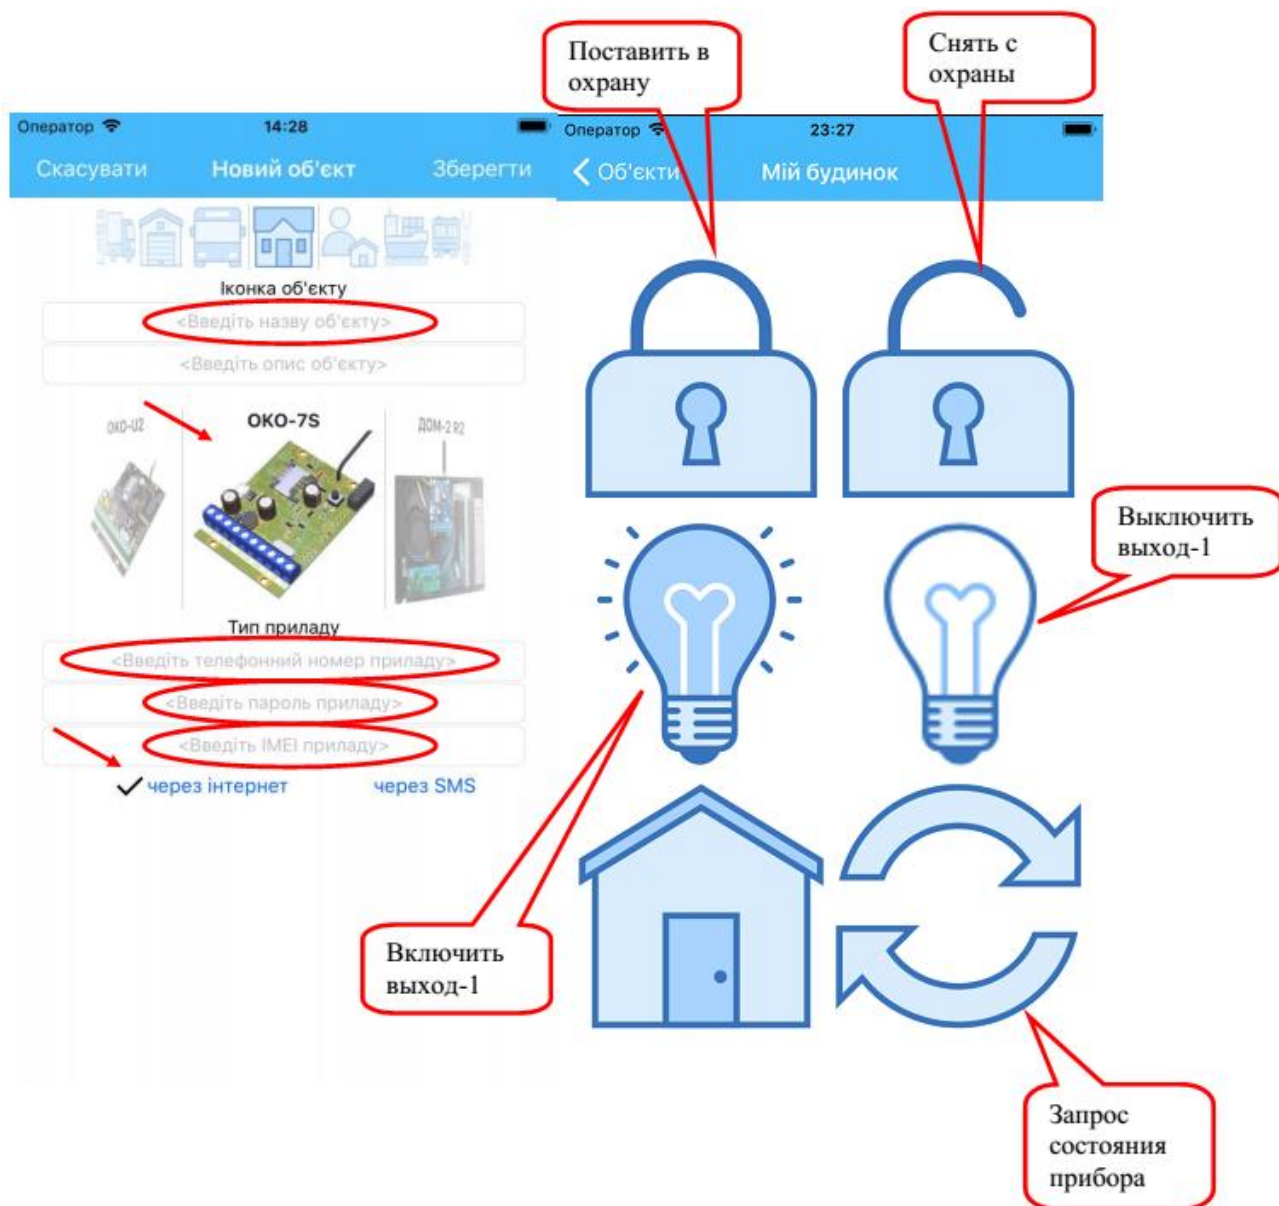 Поставить в
охрану
Снять с
охраны
Оператор
14:28
Скасувати
Новий об'єкт
Зберегти
Іконка об'єкту
<Введіть назву об'єкту>
<Введіть опис об'єкту>
ОКО-U2
ОКО-7S
ДОМ-2 R2
Тип приладу
<Введіть телефонний номер приладу>
<Введіть пароль приладу>
<Введіть IMEI приладу>
через інтернет
через SMS
Оператор
23:27
Об'єкти
Мій будинок
Выключить
выход-1
Включить
выход-1
Запрос
состояния
прибора